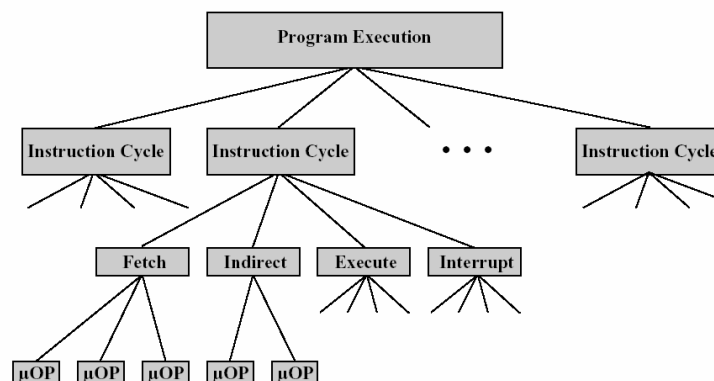 Program Execution
Instruction Cycle
Instruction Cycle
• • •
Instruction Cycle
Fetch
Indirect
Execute
Interrupt
µOP
µOP
µOP
µOP
µOP